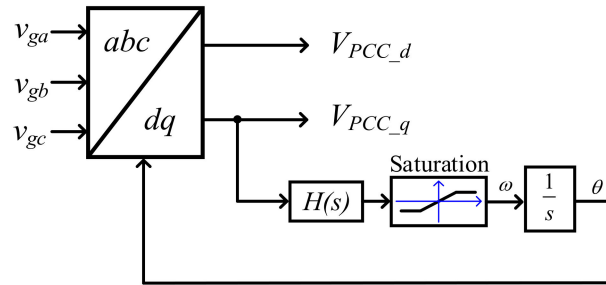 v_ga
abc
V_PCC_d
v_gb
v_gc
dq
V_PCC_q
Saturation
H(s)
ω
1/s
θ